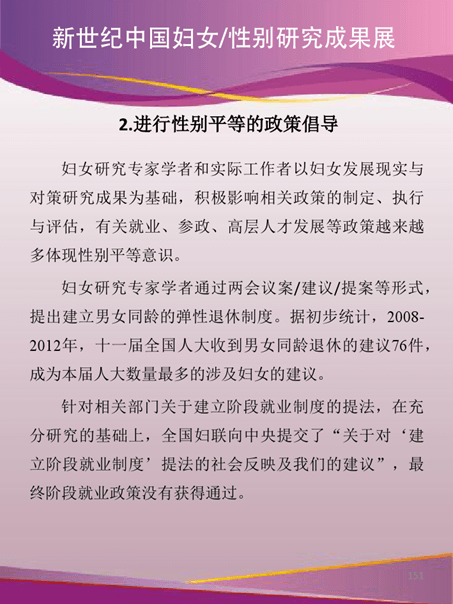 新世纪中国妇女/性别研究成果展
2.进行性别平等的政策倡导
妇女研究专家学者和实际工作者以妇女发展现实与
对策研究成果为基础，积极影响相关政策的制定、执行
与评估，有关就业、参政、高层人才发展等政策越来越
多体现性别平等意识。
妇女研究专家学者通过两会议案/建议/提案等形式，
提出建立男女同龄的弹性退休制度。据初步统计，2008-
2012年，十一届全国人大收到男女同龄退休的建议76件，
成为本届人大数量最多的涉及妇女的建议。
针对相关部门关于建立阶段就业制度的提法，在充
分研究的基础上，全国妇联向中央提交了“关于对‘建
立阶段就业制度’提法的社会反映及我们的建议”，最
终阶段就业政策没有获得通过。
151